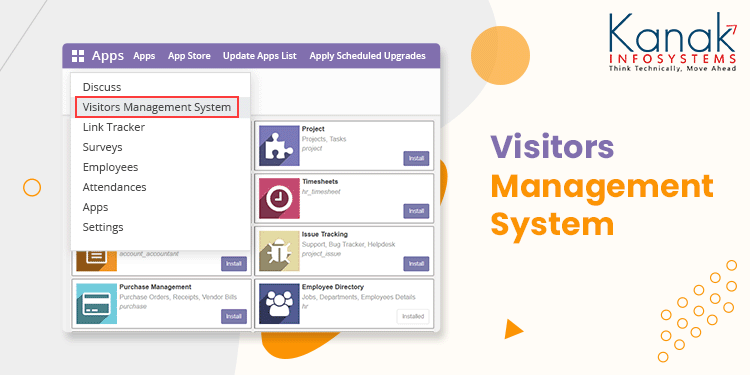 Kanak
INFOSYSTEMS
Think Technically, Move Ahead
Apps Apps App Store Update Apps List Apply Scheduled Upgrades
Discuss
Visitors Management System
Link Tracker
Surveys
Employees
Attendances
Apps
Settings
Project
Projects, Tasks
project
Install
Timesheets
hr_timesheet
Install
Issue Tracking
Support, Bug Tracker, Helpdesk
project_issue
Install
account_accountant
Install
Purchase Management
Purchase Orders, Receipts, Vendor Bills
purchase
Install
Employee Directory
Jobs, Departments, Employees Details
hr
Installed
Visitors
Management
System